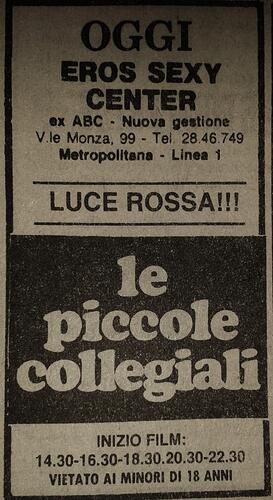 OGGI
EROS SEXY
CENTER
ex ABC - Nuova gestione
V.le Monza, 99 - Tel. 28.46.749
Metropolitana - Linea 1
LUCE ROSSA!!!
le
piccole
collegiali
INIZIO FILM:
14.30-16.30-18.30.20.30-22.30
VIETATO AI MINORI DI 18 ANNI